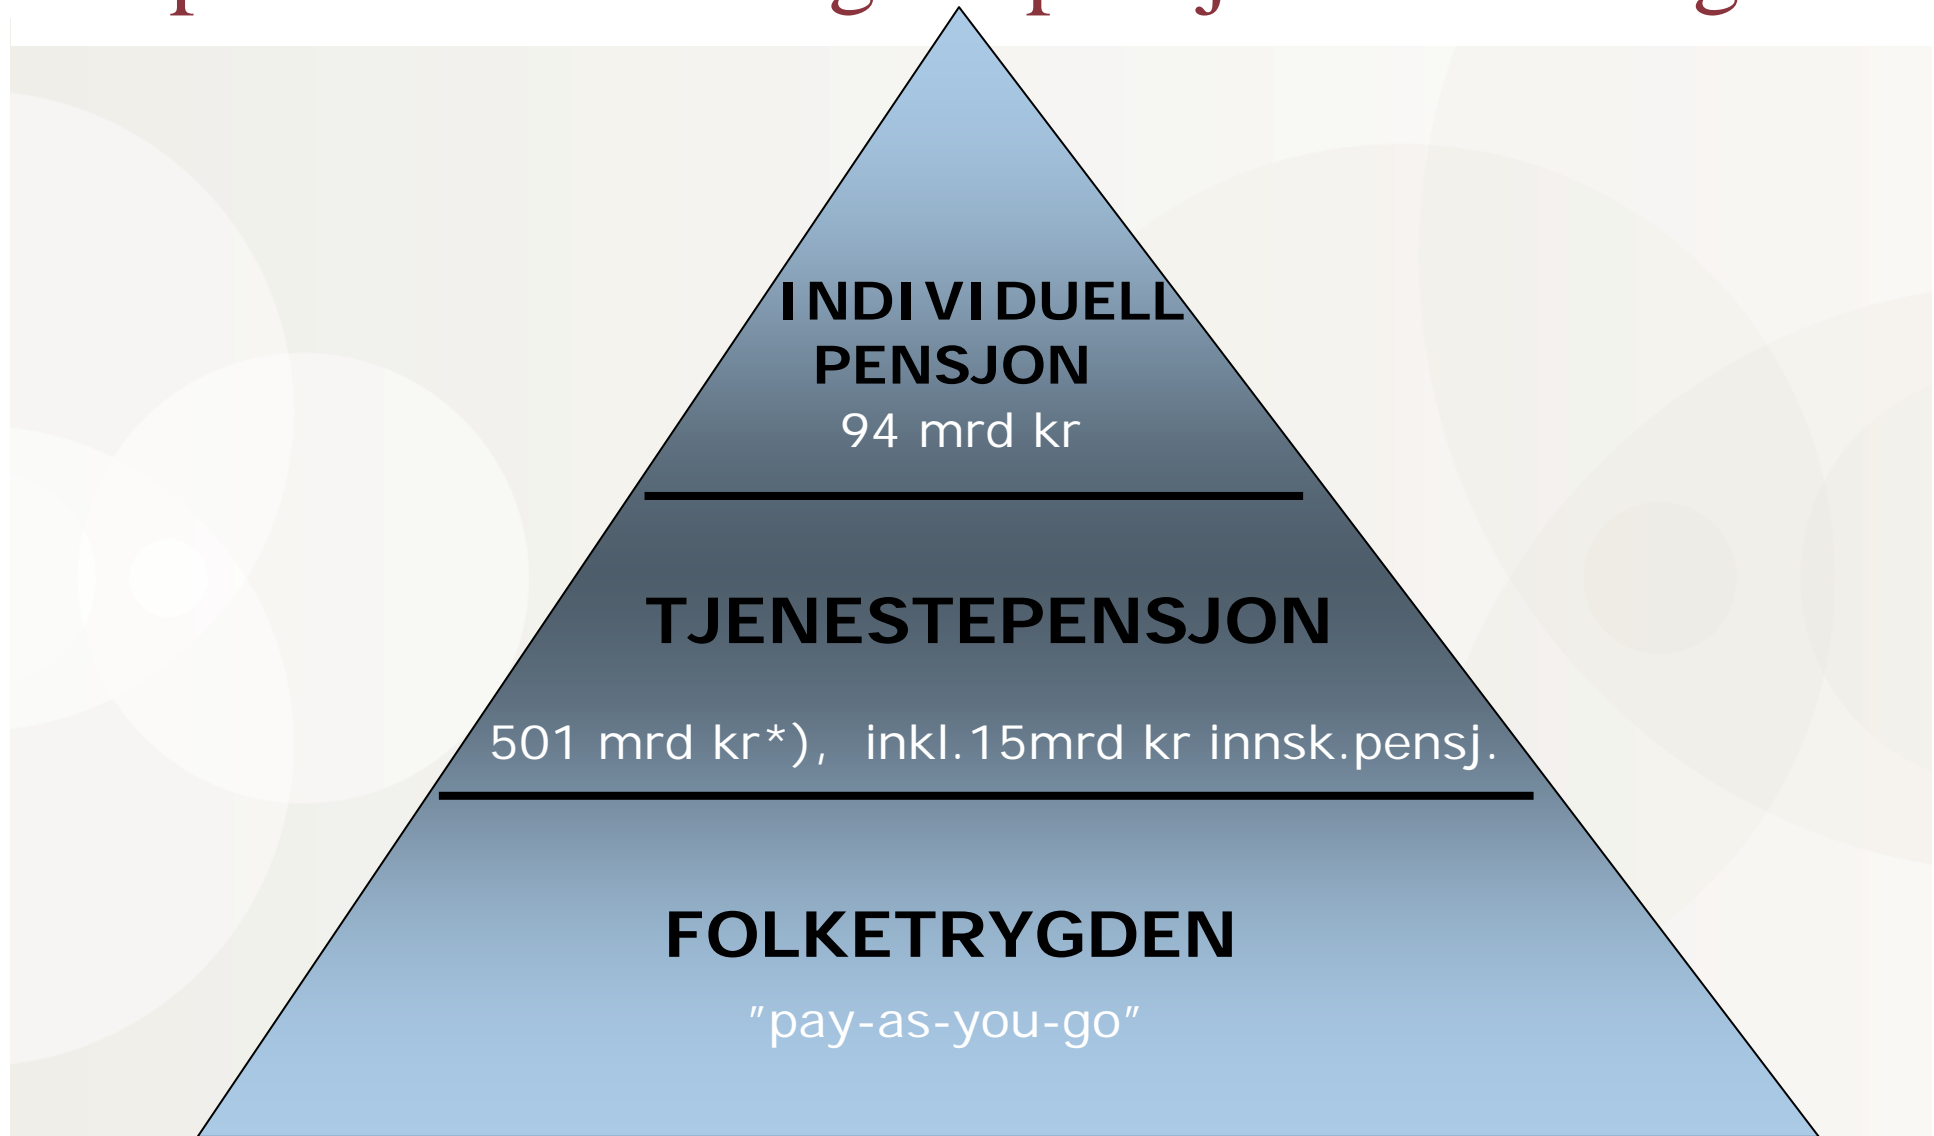 INDIVIDUELL
PENSJON
94 mrd kr
TJENESTEPENSJON
501 mrd kr*), inkl.15mrd kr innsk.pensj.
FOLKETRYGDEN
"pay-as-you-go"